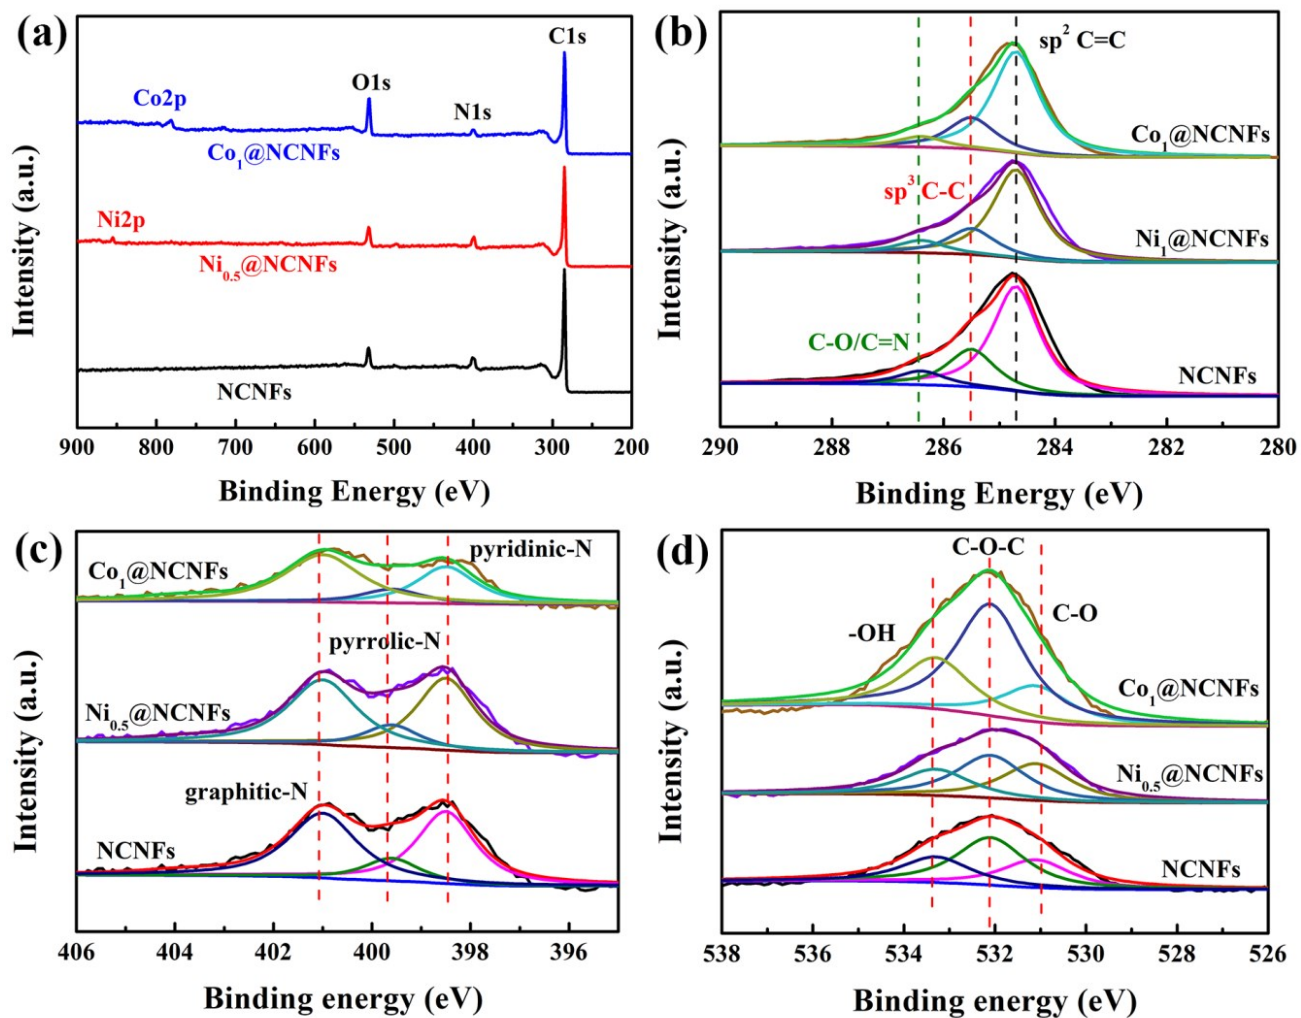 (a)
C1s
O1s
Co2p
N1s
Co₁@NCNFs
Ni2p
Ni₀.₅@NCNFs
NCNFs
Intensity (a.u.)
900 800 700 600 500 400 300 200
Binding Energy (eV)
(b)
sp² C=C
Co₁@NCNFs
sp³ C-C
Ni₁@NCNFs
C-O/C=N
NCNFs
Intensity (a.u.)
290 288 286 284 282 280
Binding Energy (eV)
(c)
pyridinic-N
Co₁@NCNFs
pyrrolic-N
Ni₀.₅@NCNFs
graphitic-N
NCNFs
Intensity (a.u.)
406 404 402 400 398 396
Binding energy (eV)
(d)
C-O-C
C-O
-OH
Co₁@NCNFs
Ni₀.₅@NCNFs
NCNFs
Intensity (a.u.)
538 536 534 532 530 528 526
Binding energy (eV)